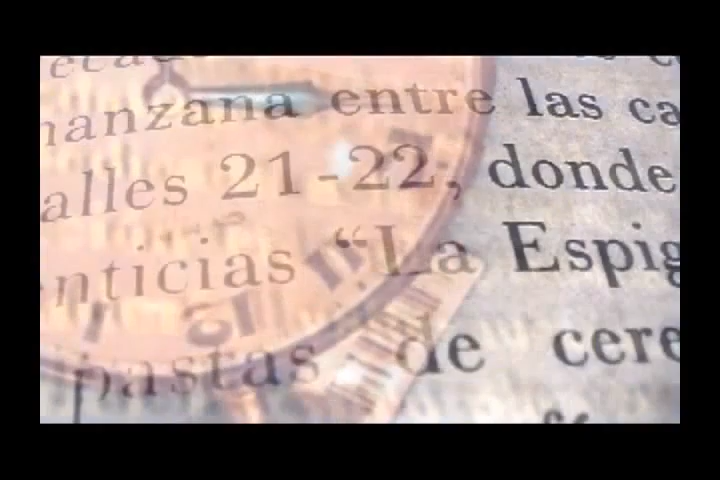 manzana entre las ca
alles 21-22, donde
nticias “La Espig
pastas de cere